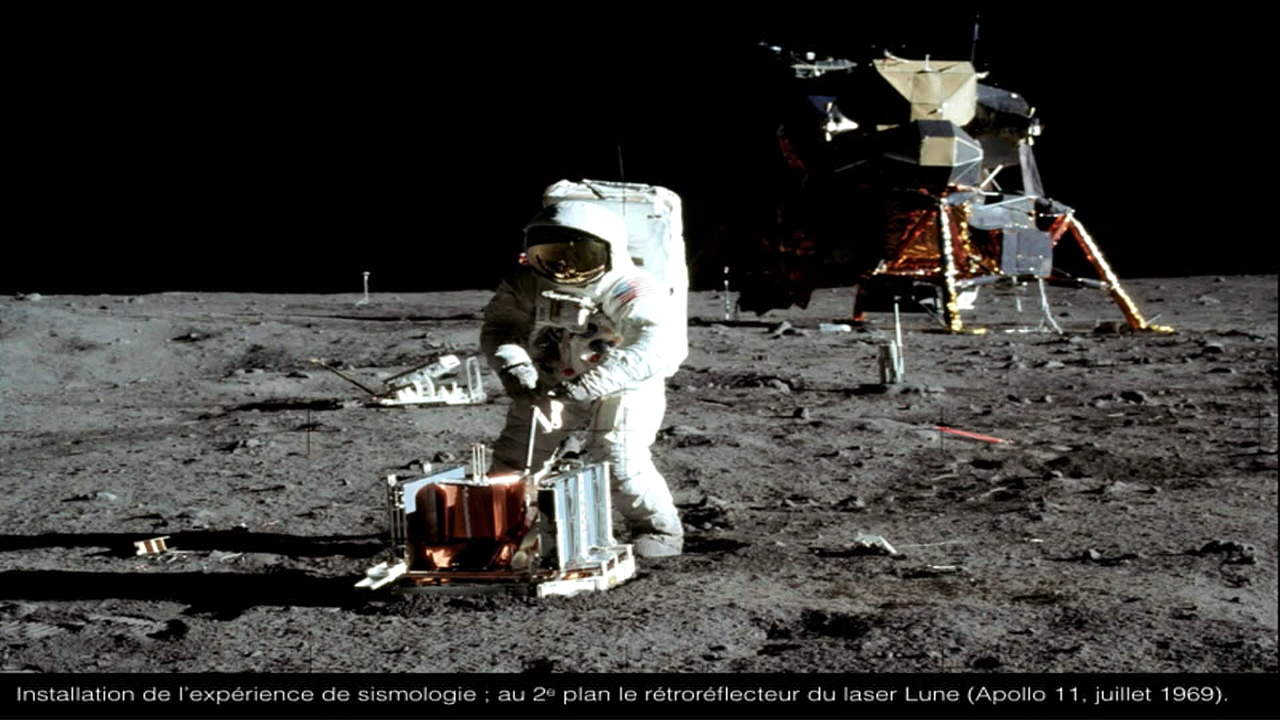 Installation de l'expérience de sismologie ; au 2e plan le rétroréflecteur du laser Lune (Apollo 11, juillet 1969).